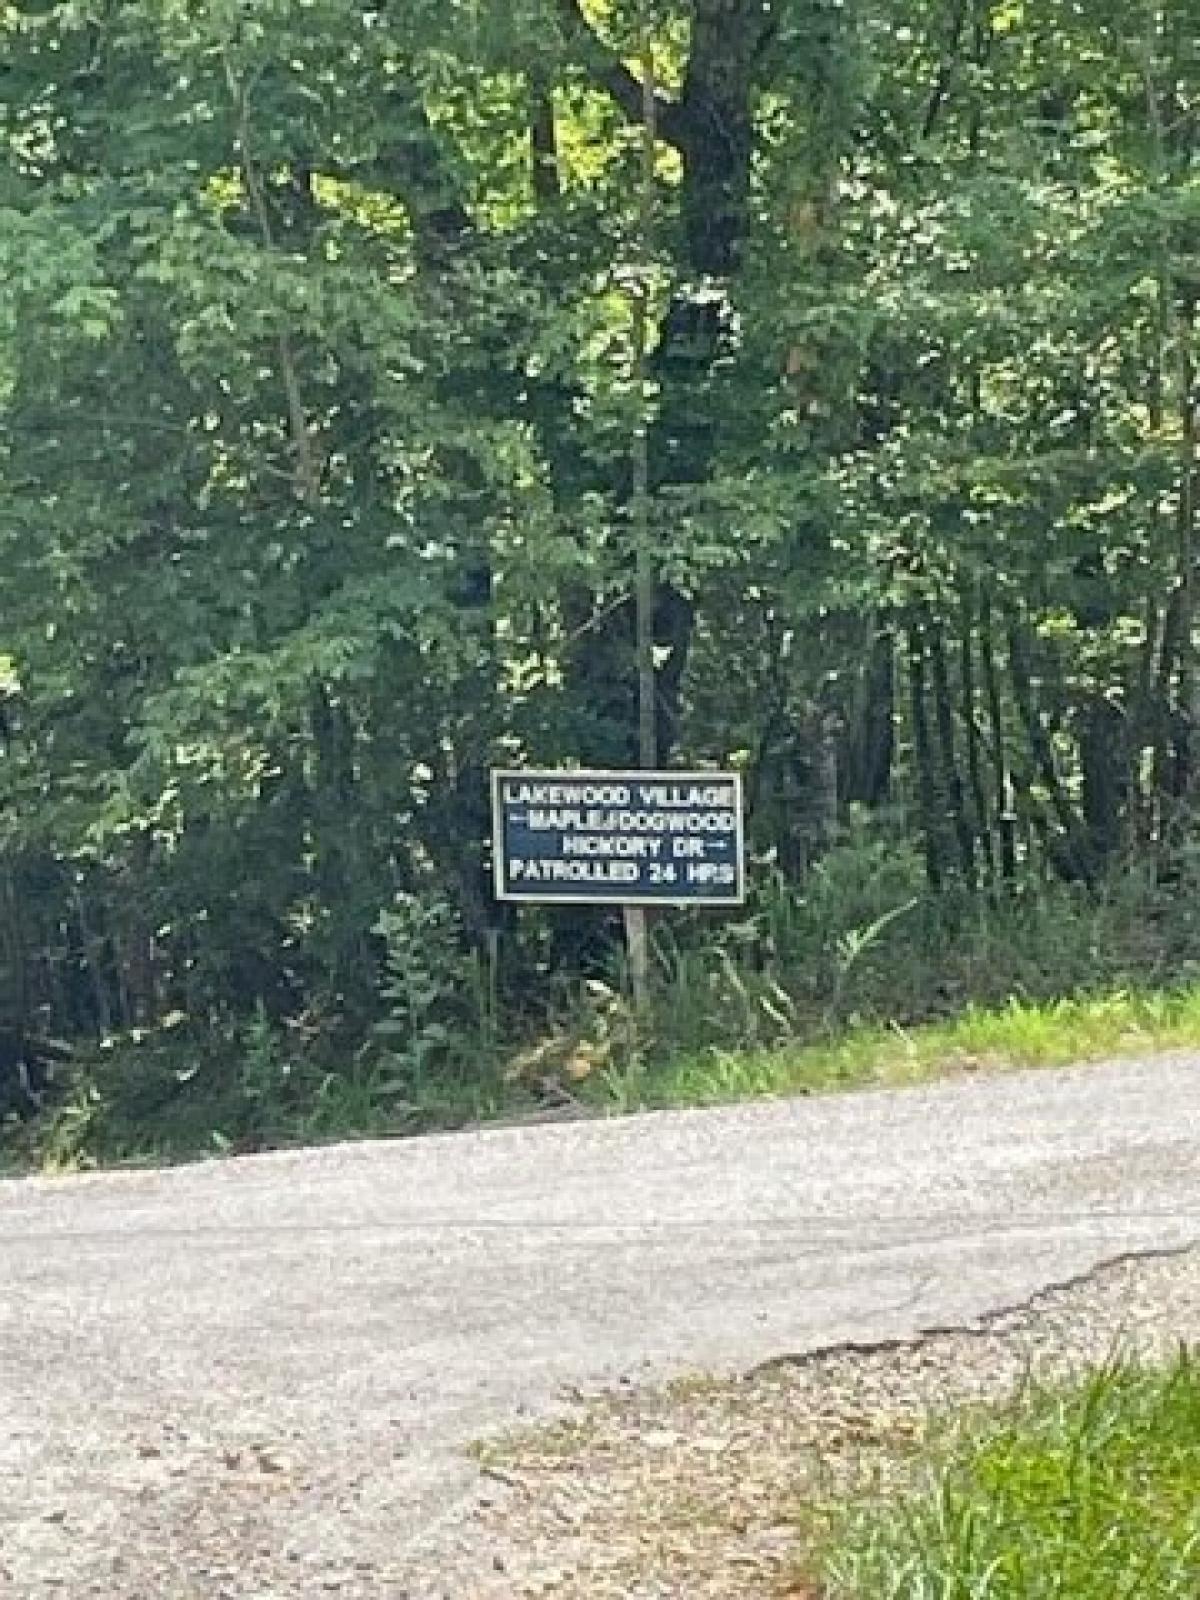 LAKEWOOD VILLAGE
←MAPLE/DOGWOOD
HICKORY DR→
PATROLLED 24 HRS